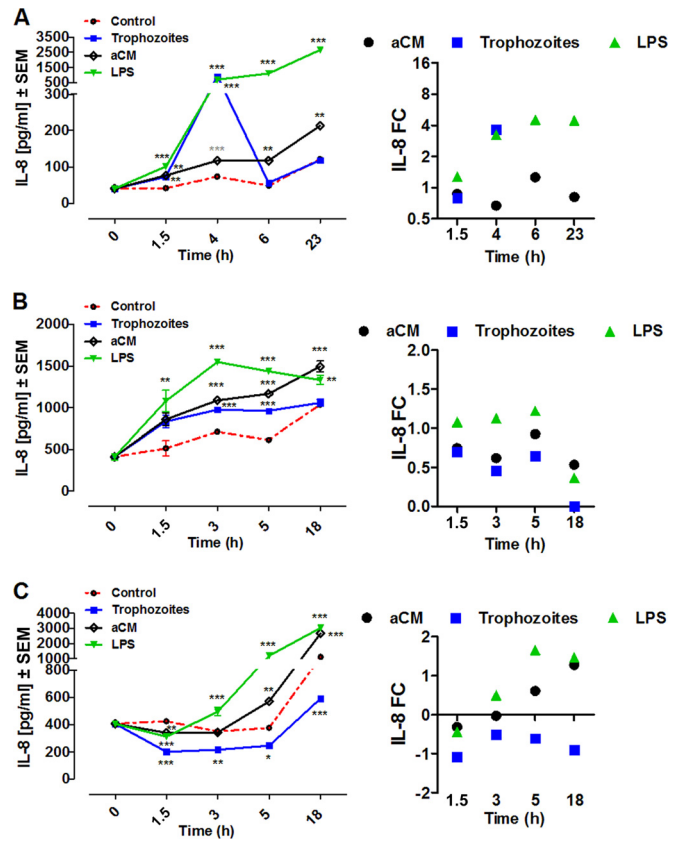 A
Control
Trophozoites
aCM
LPS
IL-8 [pg/ml] ± SEM
3500
2500
1500
500
300
200
100
0
***
**
**
***
***
***
***
**
***
**
0
1.5
4
6
23
Time (h)
aCM
Trophozoites
LPS
IL-8 FC
16
8
4
2
1
0.5
1.5
4
6
23
Time (h)
B
Control
Trophozoites
aCM
LPS
IL-8 [pg/ml] ± SEM
2000
1500
1000
500
0
**
***
***
***
***
***
***
***
**
0
1.5
3
5
18
Time (h)
aCM
Trophozoites
LPS
IL-8 FC
2.0
1.5
1.0
0.5
0.0
1.5
3
5
18
Time (h)
C
Control
Trophozoites
aCM
LPS
IL-8 [pg/ml] ± SEM
4000
3000
2000
1000
800
600
400
200
0
**
***
***
***
**
***
**
*
***
***
***
0
1.5
3
5
18
Time (h)
aCM
Trophozoites
LPS
IL-8 FC
2
1
0
-1
-2
1.5
3
5
18
Time (h)